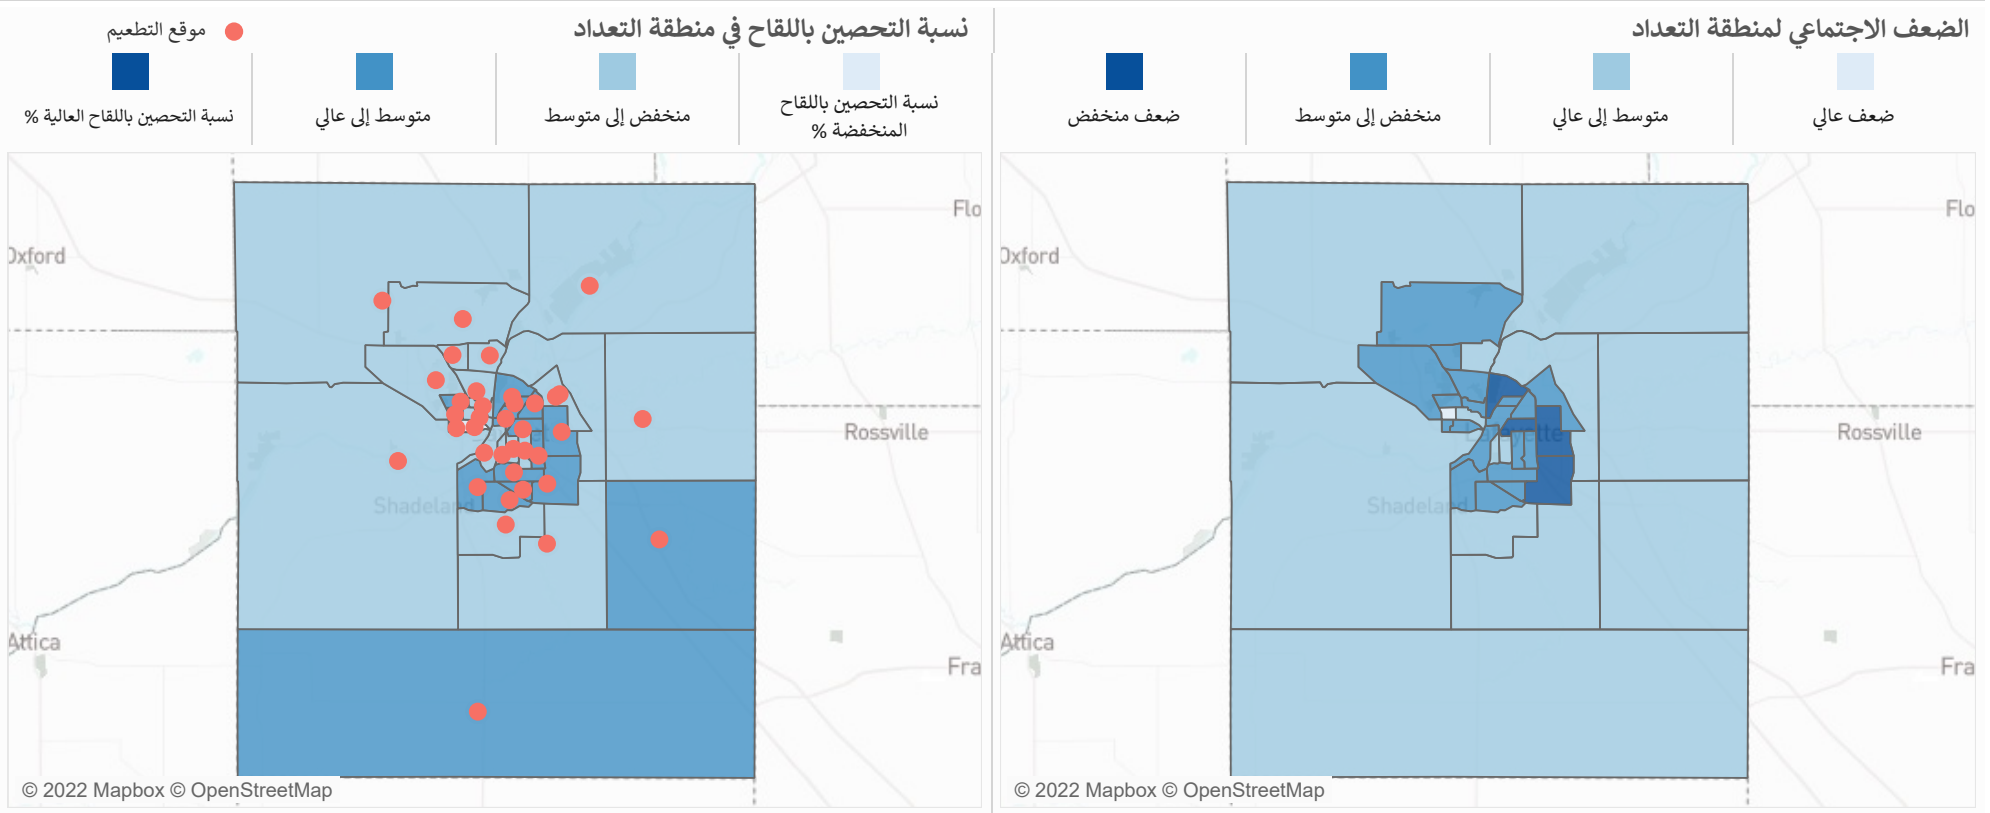 الضعف الاجتماعي لمنطقة التعداد
ضعف عالي
متوسط إلى عالي
منخفض إلى متوسط
ضعف منخفض
Flo
Oxford
Rossville
Lafayette
Shadeland
Attica
Fra
© 2022 Mapbox © OpenStreetMap
نسبة التحصين باللقاح في منطقة التعداد
موقع التطعيم
نسبة التحصين باللقاح
المنخفضة %
منخفض إلى متوسط
متوسط إلى عالي
نسبة التحصين باللقاح العالية %
Flo
Oxford
Rossville
Shadeland
Attica
Fra
© 2022 Mapbox © OpenStreetMap